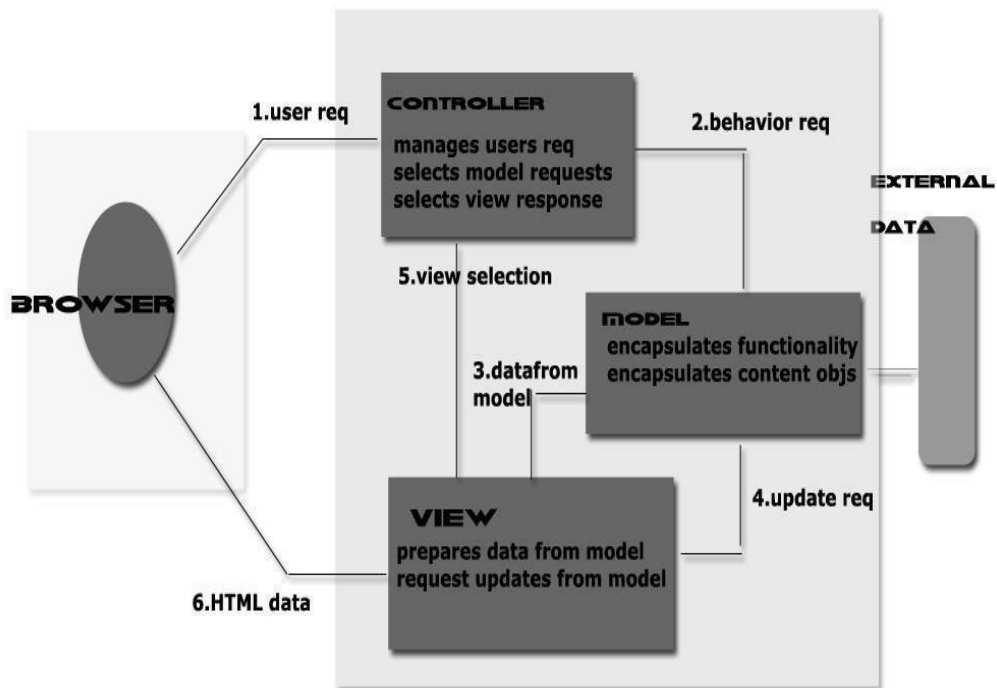 CONTROLLER
1.user req
manages users req
selects model requests
selects view response
2.behavior req
EXTERNAL
DATA
5.view selection
BROWSER
MODEL
encapsulates functionality
encapsulates content objs
3.datafrom
model
VIEW
4.update req
prepares data from model
request updates from model
6.HTML data